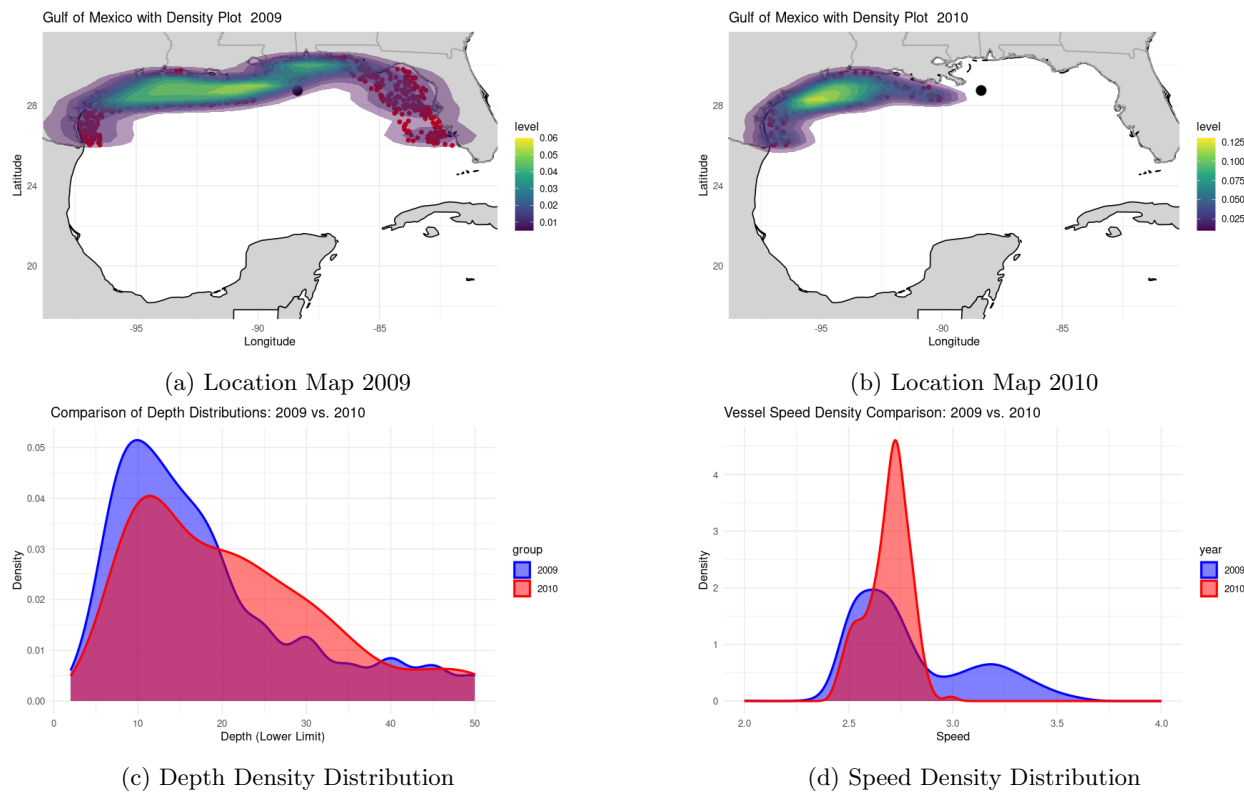 Gulf of Mexico with Density Plot  2009
28
24
20
Latitude
-95
-90
-85
Longitude
level
0.06
0.05
0.04
0.03
0.02
0.01
(a) Location Map 2009
Gulf of Mexico with Density Plot  2010
28
24
20
Latitude
-95
-90
-85
Longitude
level
0.125
0.100
0.075
0.050
0.025
(b) Location Map 2010
Comparison of Depth Distributions: 2009 vs. 2010
0.05
0.04
0.03
0.02
0.01
0.00
Density
0
10
20
30
40
50
Depth (Lower Limit)
group
2009
2010
(c) Depth Density Distribution
Vessel Speed Density Comparison: 2009 vs. 2010
4
3
2
1
0
Density
2.0
2.5
3.0
3.5
4.0
Speed
year
2009
2010
(d) Speed Density Distribution